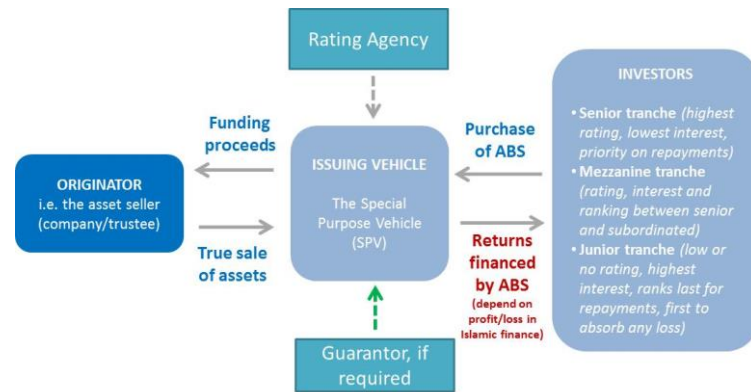 Rating Agency
Funding
proceeds
ORIGINATOR
i.e. the asset seller
(company/trustee)
True sale
of assets
ISSUING VEHICLE
The Special
Purpose Vehicle
(SPV)
Purchase
of ABS
Returns
financed
by ABS
(depend on
profit/loss in
Islamic finance)
INVESTORS
• Senior tranche (highest
rating, lowest interest,
priority on repayments)
• Mezzanine tranche
(rating, interest and
ranking between senior
and subordinated)
• Junior tranche (low or
no rating, highest
interest, ranks last for
repayments, first to
absorb any loss)
Guarantor, if
required